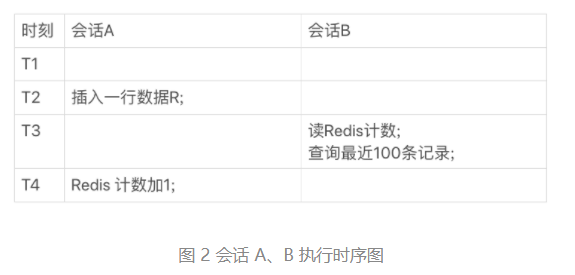 时刻 会话A 会话B
T1
T2 插入一行数据R;
T3 读Redis计数;
查询最近100条记录;
T4 Redis 计数加1;
图 2 会话 A、B 执行时序图